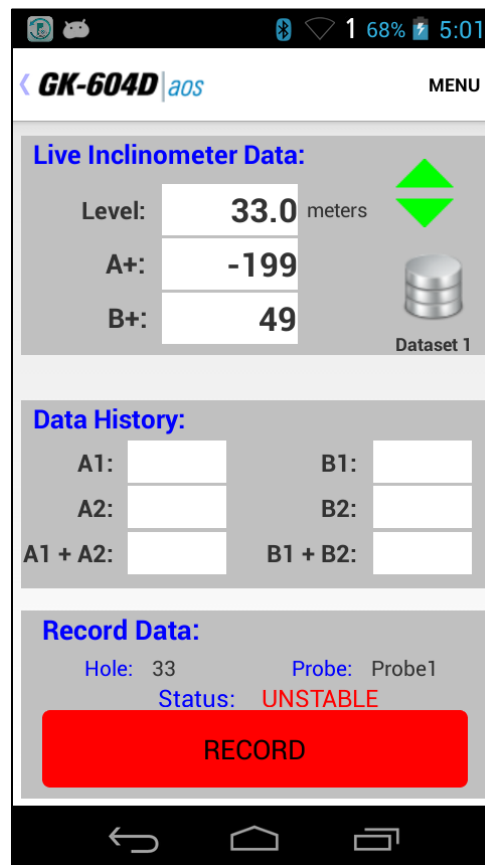 1 68% 5:01
GK-604D aos MENU
Live Inclinometer Data:
Level: 33.0 meters
A+: -199
B+: 49
Dataset 1
Data History:
A1: B1:
A2: B2:
A1 + A2: B1 + B2:
Record Data:
Hole: 33 Probe: Probe1
Status: UNSTABLE
RECORD